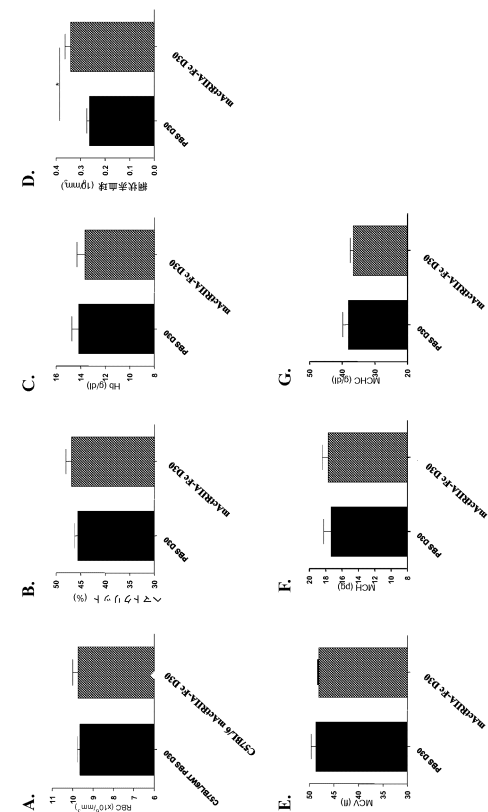 A.
RBC (x10⁶/mm³)
11
10
9
8
7
6
C57BL/6WT PBS D30
C57BL/6 mActRIIA-Fc D30
B.
ヘマトクリット (%)
50
45
40
35
30
PBS D30
mActRIIA-Fc D30
C.
Hb (g/dl)
16
14
12
10
8
PBS D30
mActRIIA-Fc D30
D.
網状赤血球
0.4
0.3
0.2
0.1
0.0
*
PBS D30
mActRIIA-Fc D30
E.
MCV (fl)
50
45
40
35
30
PBS D30
mActRIIA-Fc D30
F.
MCH (pg)
20
18
16
14
12
10
8
PBS D30
mActRIIA-Fc D30
G.
MCHC (g/dl)
50
40
30
20
PBS D30
mActRIIA-Fc D30